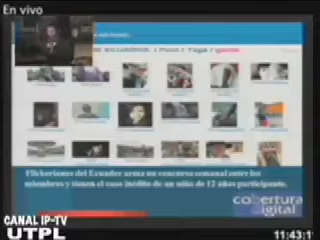 En vivo
Flickerianos del Ecuador arma un concurso semanal entre los
miembros y tienen el caso inédito de un niño de 12 años participante.
cobertura
digital
CANAL IP-TV
UTPL
11:43:1